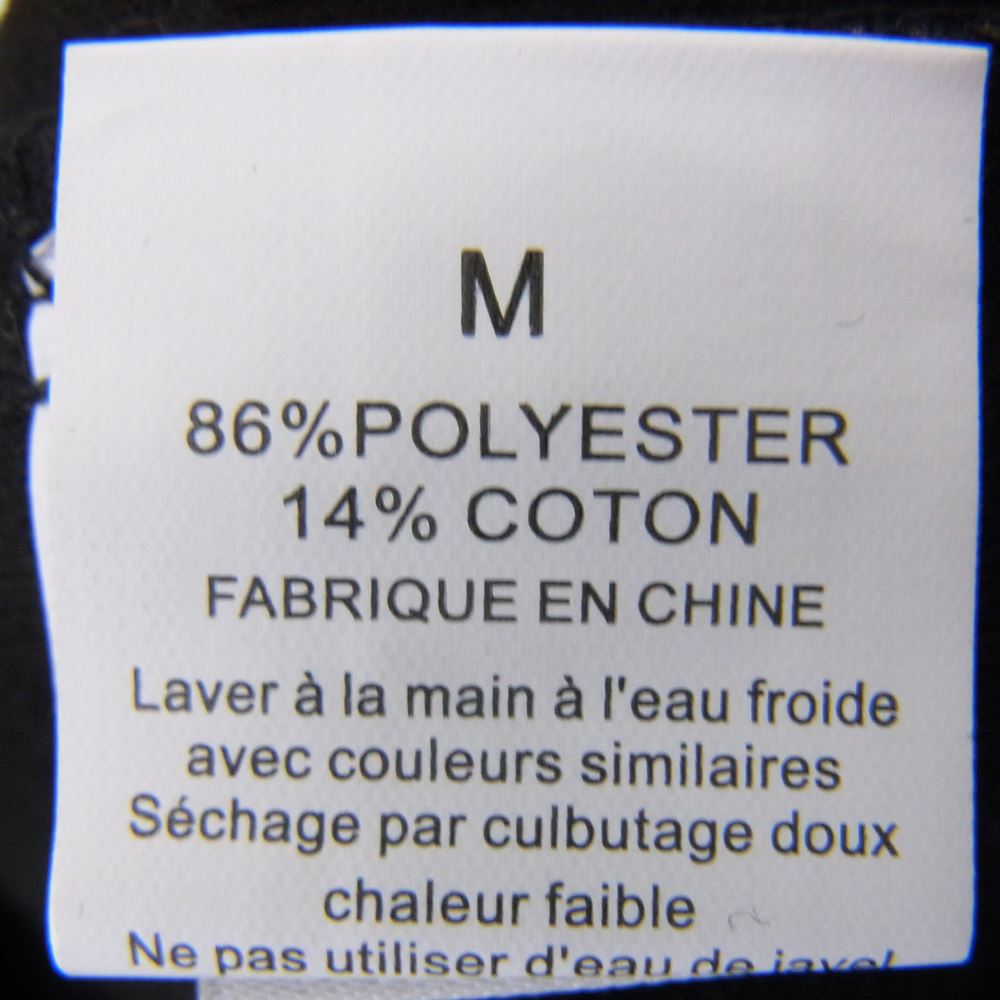 M
86%POLYESTER
14% COTON
FABRIQUE EN CHINE
Laver à la main à l'eau froide
avec couleurs similaires
Séchage par culbutage doux
chaleur faible
Ne pas utiliser d'eau de javel